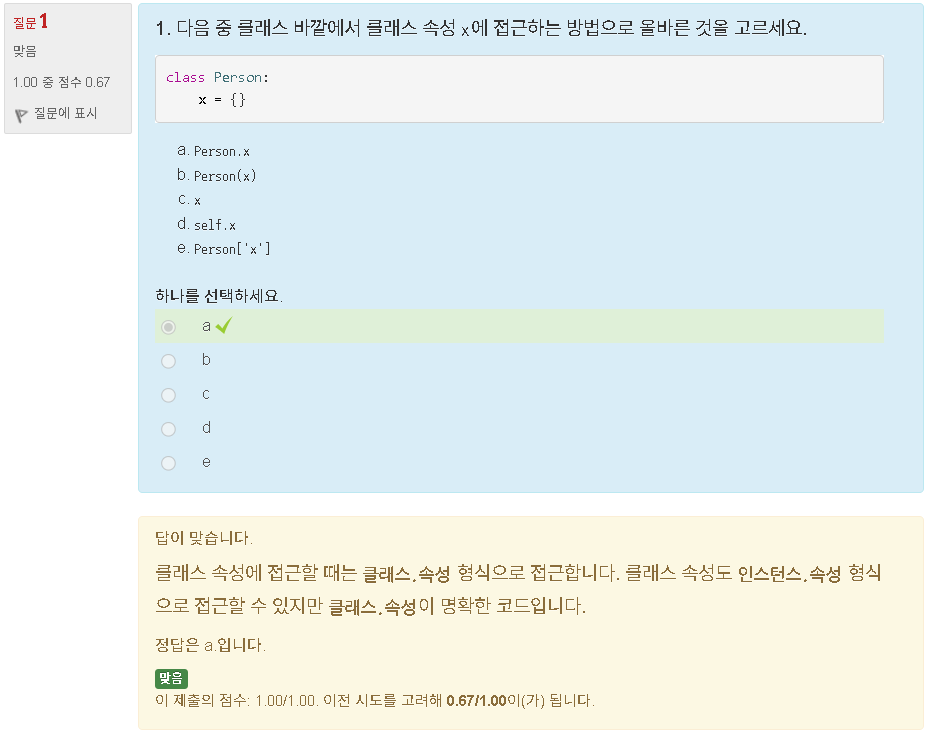 질문 1
맞음
1.00 중 점수 0.67
질문에 표시
1. 다음 중 클래스 바깥에서 클래스 속성 x에 접근하는 방법으로 올바른 것을 고르세요.
class Person:
    x = {}
a. Person.x
b. Person(x)
c. x
d. self.x
e. Person['x']
하나를 선택하세요.
a
b
c
d
e
답이 맞습니다.
클래스 속성에 접근할 때는 클래스.속성 형식으로 접근합니다. 클래스 속성도 인스턴스.속성 형식
으로 접근할 수 있지만 클래스.속성이 명확한 코드입니다.
정답은 a.입니다.
맞음
이 제출의 점수: 1.00/1.00. 이전 시도를 고려해 0.67/1.00이(가) 됩니다.